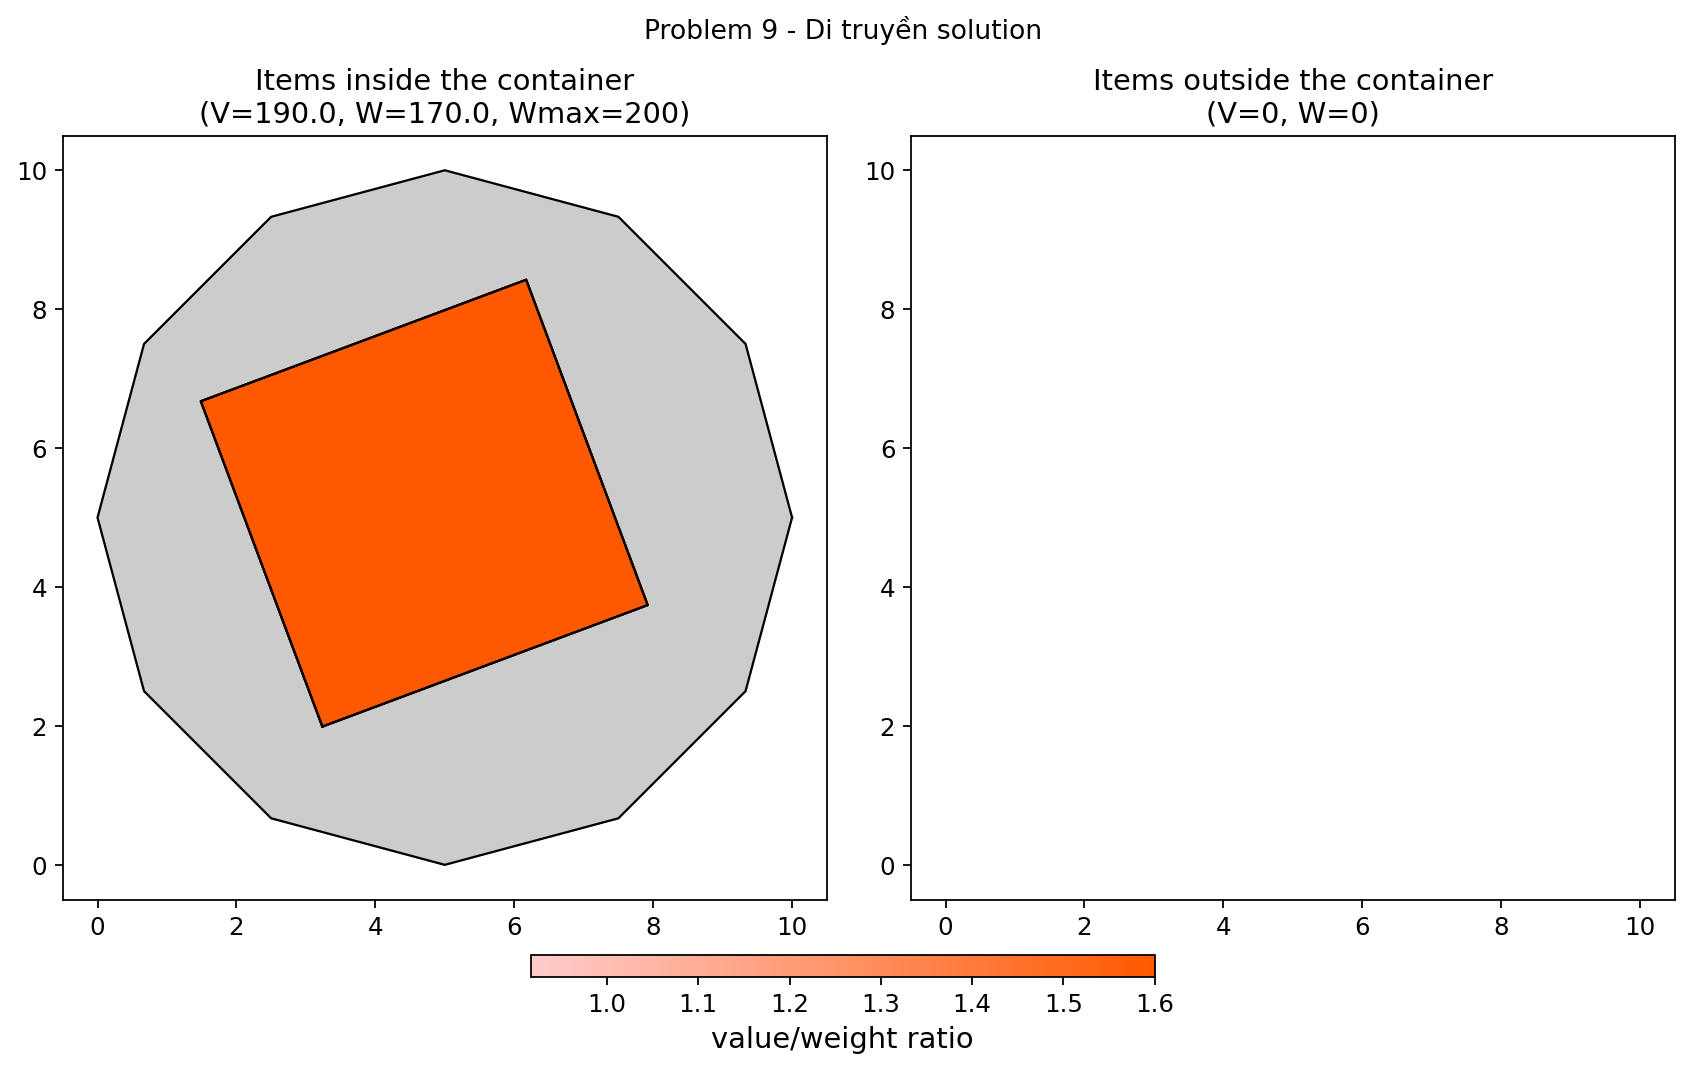 Problem 9 - Di truyền solution
Items inside the container
(V=190.0, W=170.0, Wmax=200)
10
8
6
4
2
0
0 2 4 6 8 10
Items outside the container
(V=0, W=0)
10
8
6
4
2
0
0 2 4 6 8 10
1.0 1.1 1.2 1.3 1.4 1.5 1.6
value/weight ratio